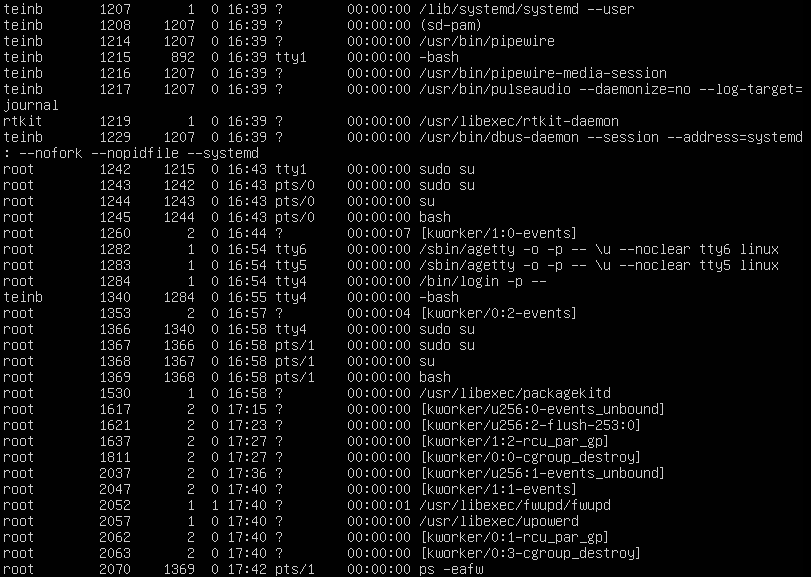 teinb 1207 1 0 16:39 ? 00:00:00 /lib/systemd/systemd --user
teinb 1208 1207 0 16:39 ? 00:00:00 (sd-pam)
teinb 1214 1207 0 16:39 ? 00:00:00 /usr/bin/pipewire
teinb 1215 892 0 16:39 tty1 00:00:00 -bash
teinb 1216 1207 0 16:39 ? 00:00:00 /usr/bin/pipewire-media-session
teinb 1217 1207 0 16:39 ? 00:00:00 /usr/bin/pulseaudio --daemonize=no --log-target=
journal
rtkit 1219 1 0 16:39 ? 00:00:00 /usr/libexec/rtkit-daemon
teinb 1229 1207 0 16:39 ? 00:00:00 /usr/bin/dbus-daemon --session --address=systemd
: --nofork --nopidfile --systemd
root 1242 1215 0 16:43 tty1 00:00:00 sudo su
root 1243 1242 0 16:43 pts/0 00:00:00 sudo su
root 1244 1243 0 16:43 pts/0 00:00:00 su
root 1245 1244 0 16:43 pts/0 00:00:00 bash
root 1260 2 0 16:44 ? 00:00:07 [kworker/1:0-events]
root 1282 1 0 16:54 tty6 00:00:00 /sbin/agetty -o -p -- \u --noclear tty6 linux
root 1283 1 0 16:54 tty5 00:00:00 /sbin/agetty -o -p -- \u --noclear tty5 linux
root 1284 1 0 16:54 tty4 00:00:00 /bin/login -p --
teinb 1340 1284 0 16:55 tty4 00:00:00 -bash
root 1353 2 0 16:57 ? 00:00:04 [kworker/0:2-events]
root 1366 1340 0 16:58 tty4 00:00:00 sudo su
root 1367 1366 0 16:58 pts/1 00:00:00 sudo su
root 1368 1367 0 16:58 pts/1 00:00:00 su
root 1369 1368 0 16:58 pts/1 00:00:00 bash
root 1530 1 0 16:58 ? 00:00:00 /usr/libexec/packagekitd
root 1617 2 0 17:15 ? 00:00:00 [kworker/u256:0-events_unbound]
root 1621 2 0 17:23 ? 00:00:00 [kworker/u256:2-flush-253:0]
root 1637 2 0 17:27 ? 00:00:00 [kworker/1:2-rcu_par_gp]
root 1811 2 0 17:27 ? 00:00:00 [kworker/0:0-cgroup_destroy]
root 2037 2 0 17:36 ? 00:00:00 [kworker/u256:1-events_unbound]
root 2047 2 0 17:40 ? 00:00:00 [kworker/1:1-events]
root 2052 1 1 17:40 ? 00:00:01 /usr/libexec/fwupd/fwupd
root 2057 1 0 17:40 ? 00:00:00 /usr/libexec/upowerd
root 2062 2 0 17:40 ? 00:00:00 [kworker/0:1-rcu_par_gp]
root 2063 2 0 17:40 ? 00:00:00 [kworker/0:3-cgroup_destroy]
root 2070 1369 0 17:42 pts/1 00:00:00 ps -eafw